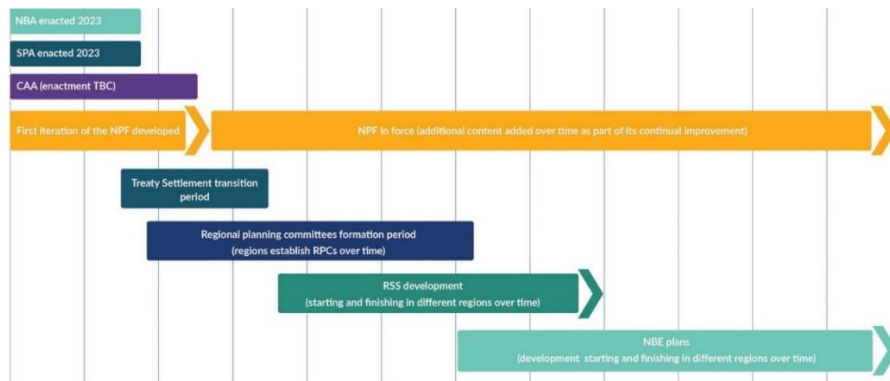 NBA enacted 2023
SPA enacted 2023
CAA (enactment TBC)
First iteration of the NPF developed
NPF in force (additional content added over time as part of its continual improvement)
Treaty Settlement transition
period
Regional planning committees formation period
(regions establish RPCs over time)
RSS development
(starting and finishing in different regions over time)
NBE plans
(development starting and finishing in different regions over time)